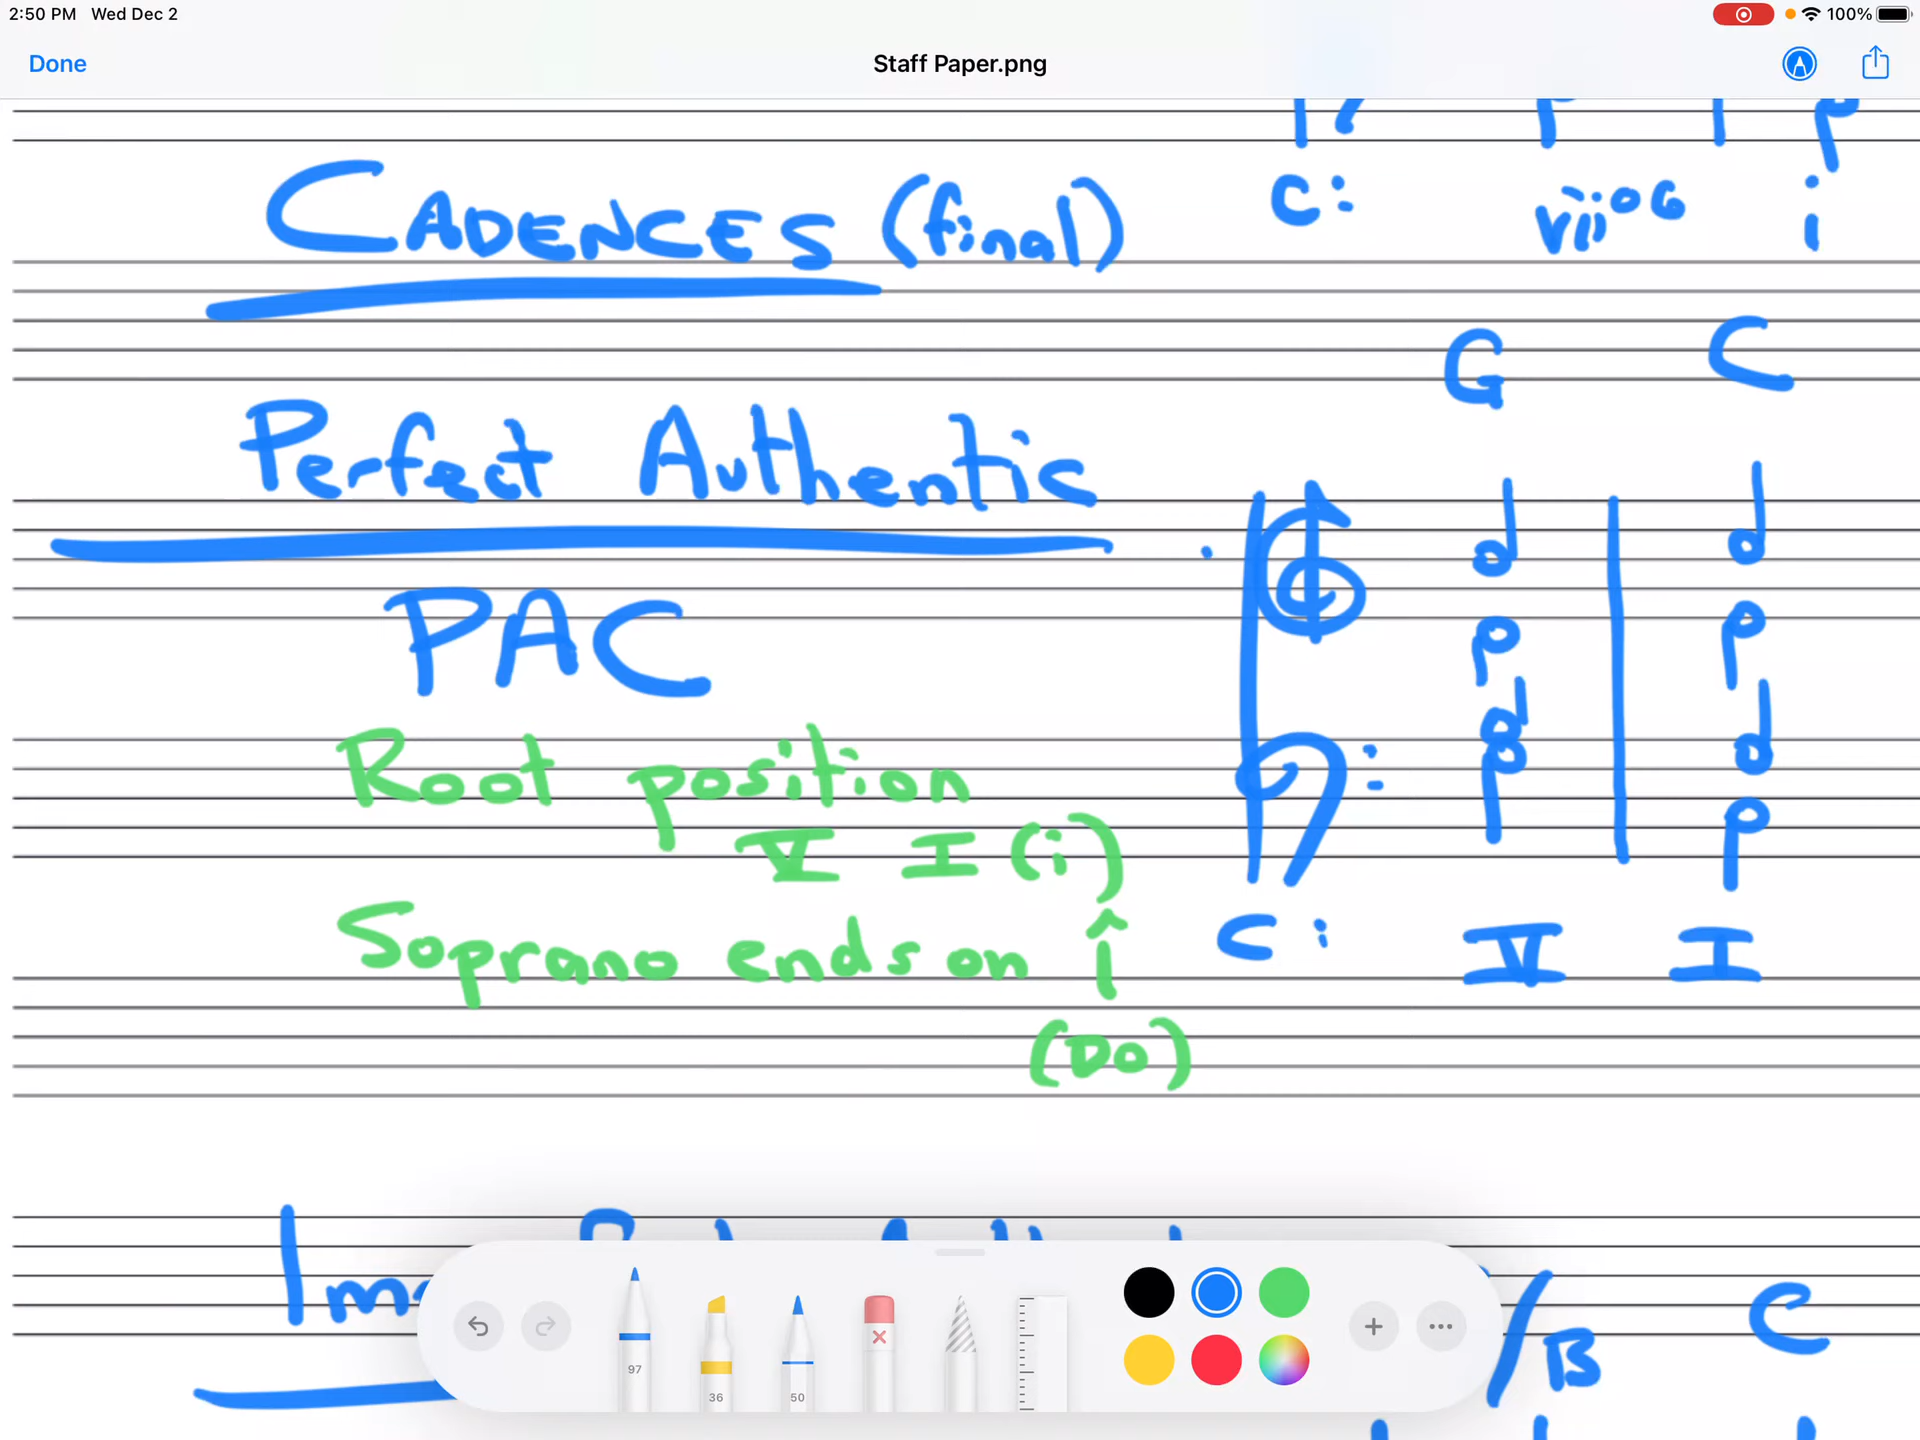 2:50 PM Wed Dec 2
100%
Done
Staff Paper.png
CADENCES (final)
C: vii°6 i
G C
Perfect Authentic
PAC
Root position
V I (i)
Soprano ends on 1̂
(DO)
C: V I
/B C
97
36
50